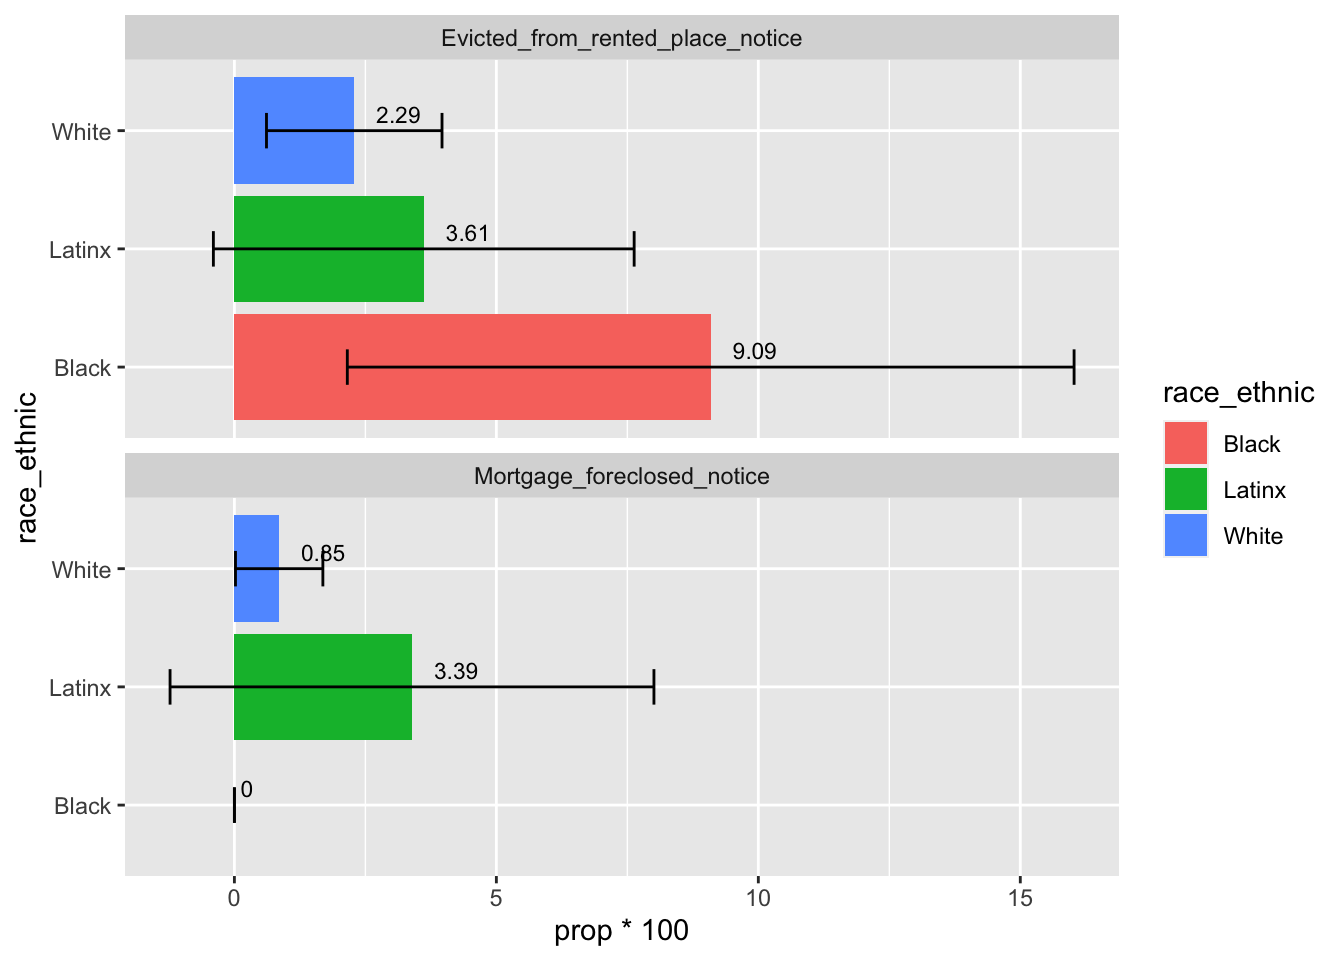 Evicted_from_rented_place_notice
White
2.29
Latinx
3.61
Black
9.09
Mortgage_foreclosed_notice
White
0.85
Latinx
3.39
Black
0
0 5 10 15
prop * 100
race_ethnic
race_ethnic
Black
Latinx
White